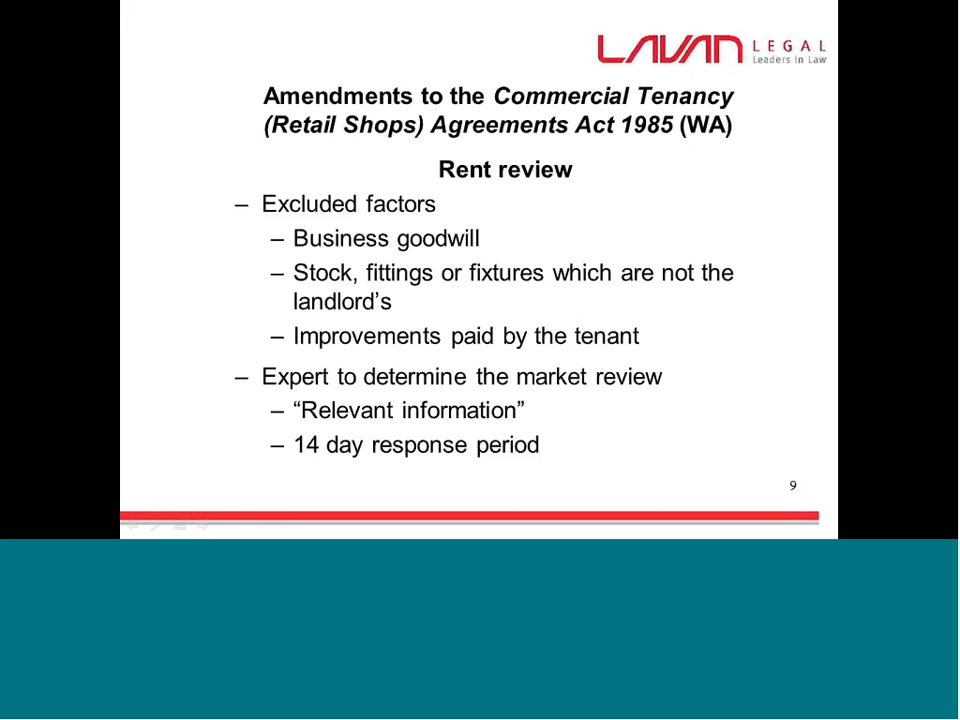 LAVAN LEGAL
Leaders in Law
Amendments to the Commercial Tenancy
(Retail Shops) Agreements Act 1985 (WA)
Rent review
– Excluded factors
– Business goodwill
– Stock, fittings or fixtures which are not the
landlord’s
– Improvements paid by the tenant
– Expert to determine the market review
– “Relevant information”
– 14 day response period
9